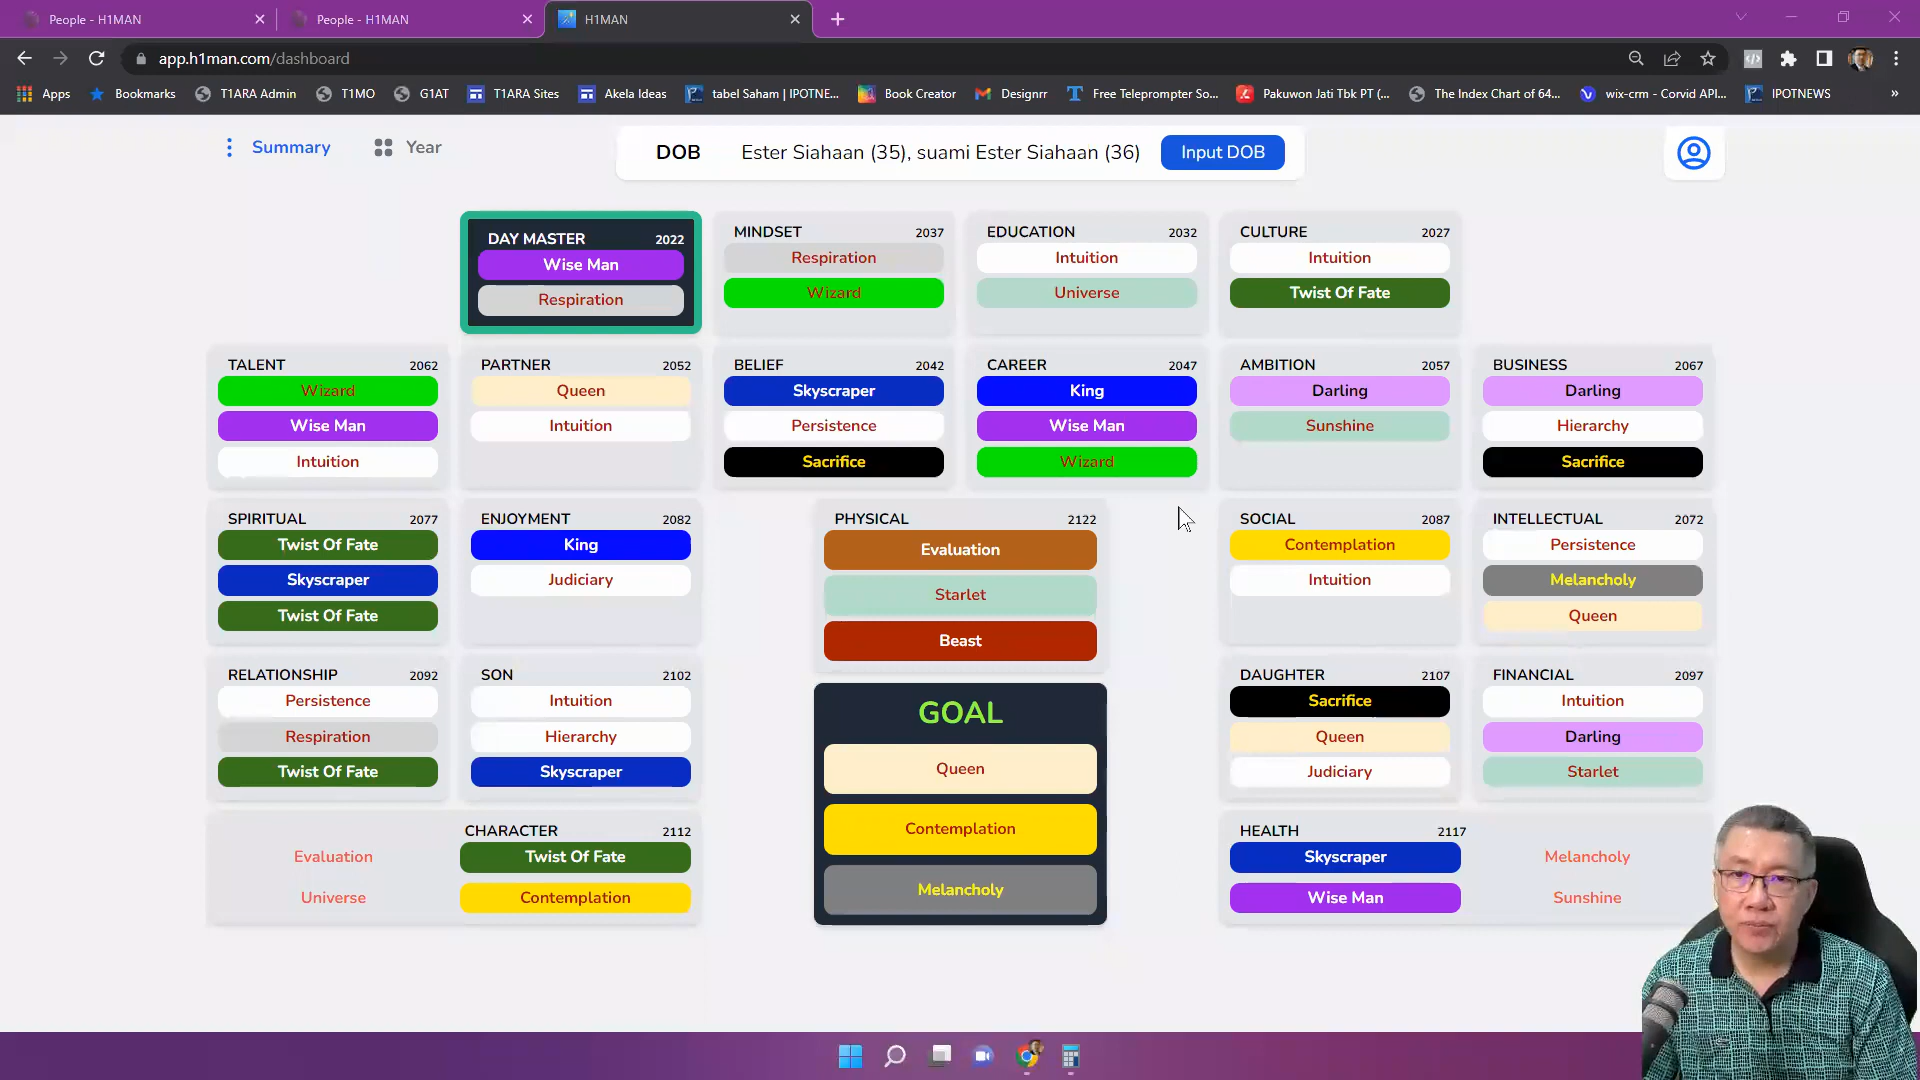 People - H1MAN
People - H1MAN
H1MAN
app.h1man.com/dashboard
Apps
Bookmarks
T1ARA Admin
T1MO
G1AT
T1ARA Sites
Akela Ideas
tabel Saham | IPOTNE...
Book Creator
Designrr
Free Teleprompter So...
Pakuwon Jati Tbk PT (...
The Index Chart of 64...
wix-crm - Corvid API...
IPOTNEWS
»
Summary
Year
DOB
Ester Siahaan (35), suami Ester Siahaan (36)
Input DOB
DAY MASTER 2022
Wise Man
Respiration
MINDSET 2037
Respiration
Wizard
EDUCATION 2032
Intuition
Universe
CULTURE 2027
Intuition
Twist Of Fate
TALENT 2062
Wizard
Wise Man
Intuition
PARTNER 2052
Queen
Intuition
BELIEF 2042
Skyscraper
Persistence
Sacrifice
CAREER 2047
King
Wise Man
Wizard
AMBITION 2057
Darling
Sunshine
BUSINESS 2067
Darling
Hierarchy
Sacrifice
SPIRITUAL 2077
Twist Of Fate
Skyscraper
Twist Of Fate
ENJOYMENT 2082
King
Judiciary
PHYSICAL 2122
Evaluation
Starlet
Beast
SOCIAL 2087
Contemplation
Intuition
INTELLECTUAL 2072
Persistence
Melancholy
Queen
RELATIONSHIP 2092
Persistence
Respiration
Twist Of Fate
SON 2102
Intuition
Hierarchy
Skyscraper
GOAL
Queen
Contemplation
Melancholy
DAUGHTER 2107
Sacrifice
Queen
Judiciary
FINANCIAL 2097
Intuition
Darling
Starlet
CHARACTER 2112
Evaluation
Twist Of Fate
Universe
Contemplation
HEALTH 2117
Skyscraper
Melancholy
Wise Man
Sunshine